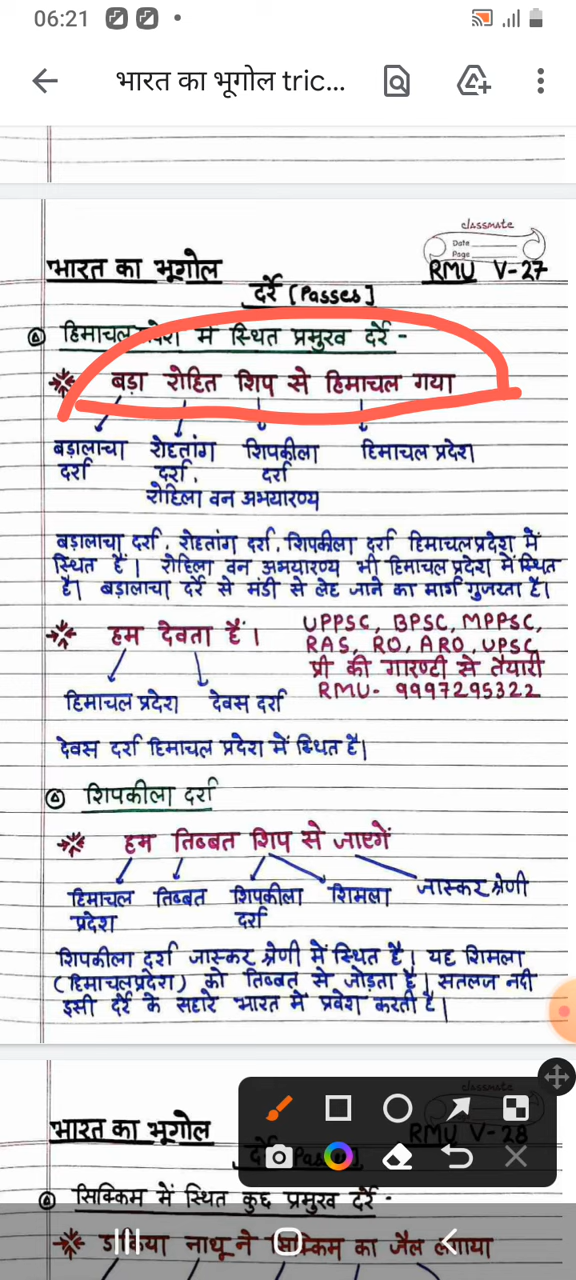 06:21
भारत का भूगोल tric...
classmate
Date
Page
भारत का भूगोल
RMU V-27
दर्रे [Passes]
में स्थित प्रमुख दर्रे -
बड़ा रोहित शिप से हिमाचल गया
बड़ालाचा रोहतांग शिपकीला हिमाचल प्रदेश
दर्रा दर्रा, दर्रा
रोहिला वन अभयारण्य
बड़ालाचा दर्रा, रोहतांग दर्रा, शिपकीला दर्रा हिमाचल प्रदेश में
स्थित हैं। रोहिला वन अभयारण्य भी हिमाचल प्रदेश में स्थित
है। बड़ालाचा दर्रे से मंडी से लेह जाने का मार्ग गुजरता है।
हम देवता हैं।
UPPSC, BPSC, MPPSC,
RAS, RO, ARO, UPSC
प्री की गारण्टी से तैयारी
RMU- 9997295322
हिमाचल प्रदेश देवस दर्रा
देवस दर्रा हिमाचल प्रदेश में स्थित है।
शिपकीला दर्रा
हम तिब्बत शिप से जाएगें
हिमाचल तिब्बत शिपकीला शिमला जास्कर श्रेणी
प्रदेश दर्रा
शिपकीला दर्रा जास्कर श्रेणी में स्थित है। यह शिमला
(हिमाचल प्रदेश) को तिब्बत से जोड़ता है। सतलज नदी
इसी दर्रे के सहारे भारत में प्रवेश करती है।
classmate
भारत का भूगोल
RMU V-28
सिक्किम में स्थित कुछ प्रमुख दर्रे -
नाथू ने सिक्किम का जैल लगाया